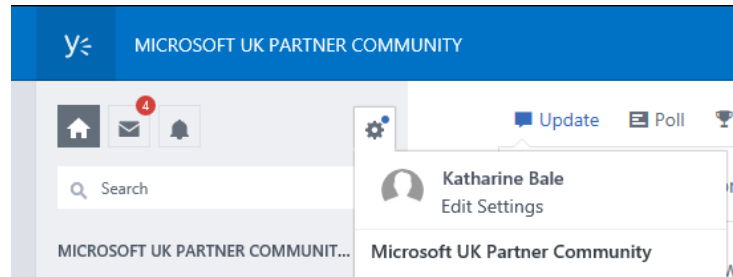 MICROSOFT UK PARTNER COMMUNITY
4
Update Poll
Search
Katharine Bale
Edit Settings
MICROSOFT UK PARTNER COMMUNIT...
Microsoft UK Partner Community